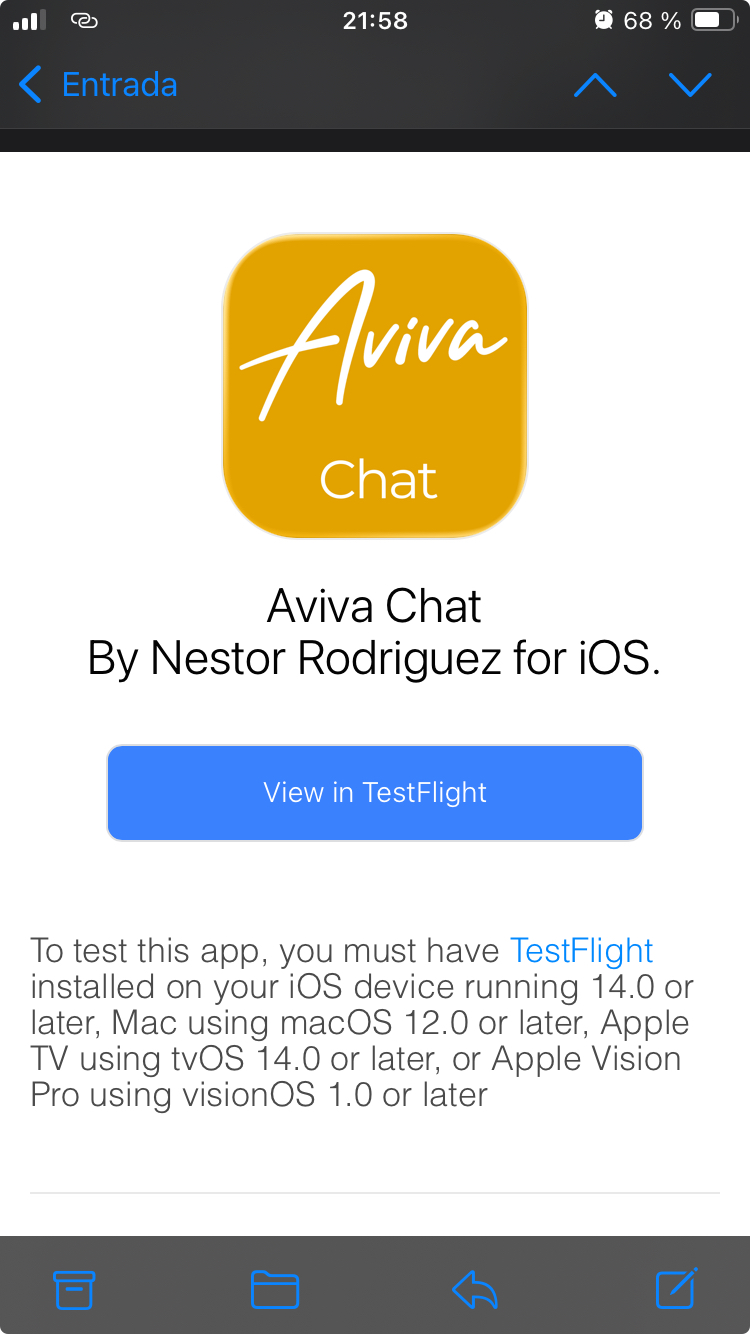 21:58
68 %
Entrada
Aviva
Chat
Aviva Chat
By Nestor Rodriguez for iOS.
View in TestFlight
To test this app, you must have TestFlight
installed on your iOS device running 14.0 or
later, Mac using macOS 12.0 or later, Apple
TV using tvOS 14.0 or later, or Apple Vision
Pro using visionOS 1.0 or later